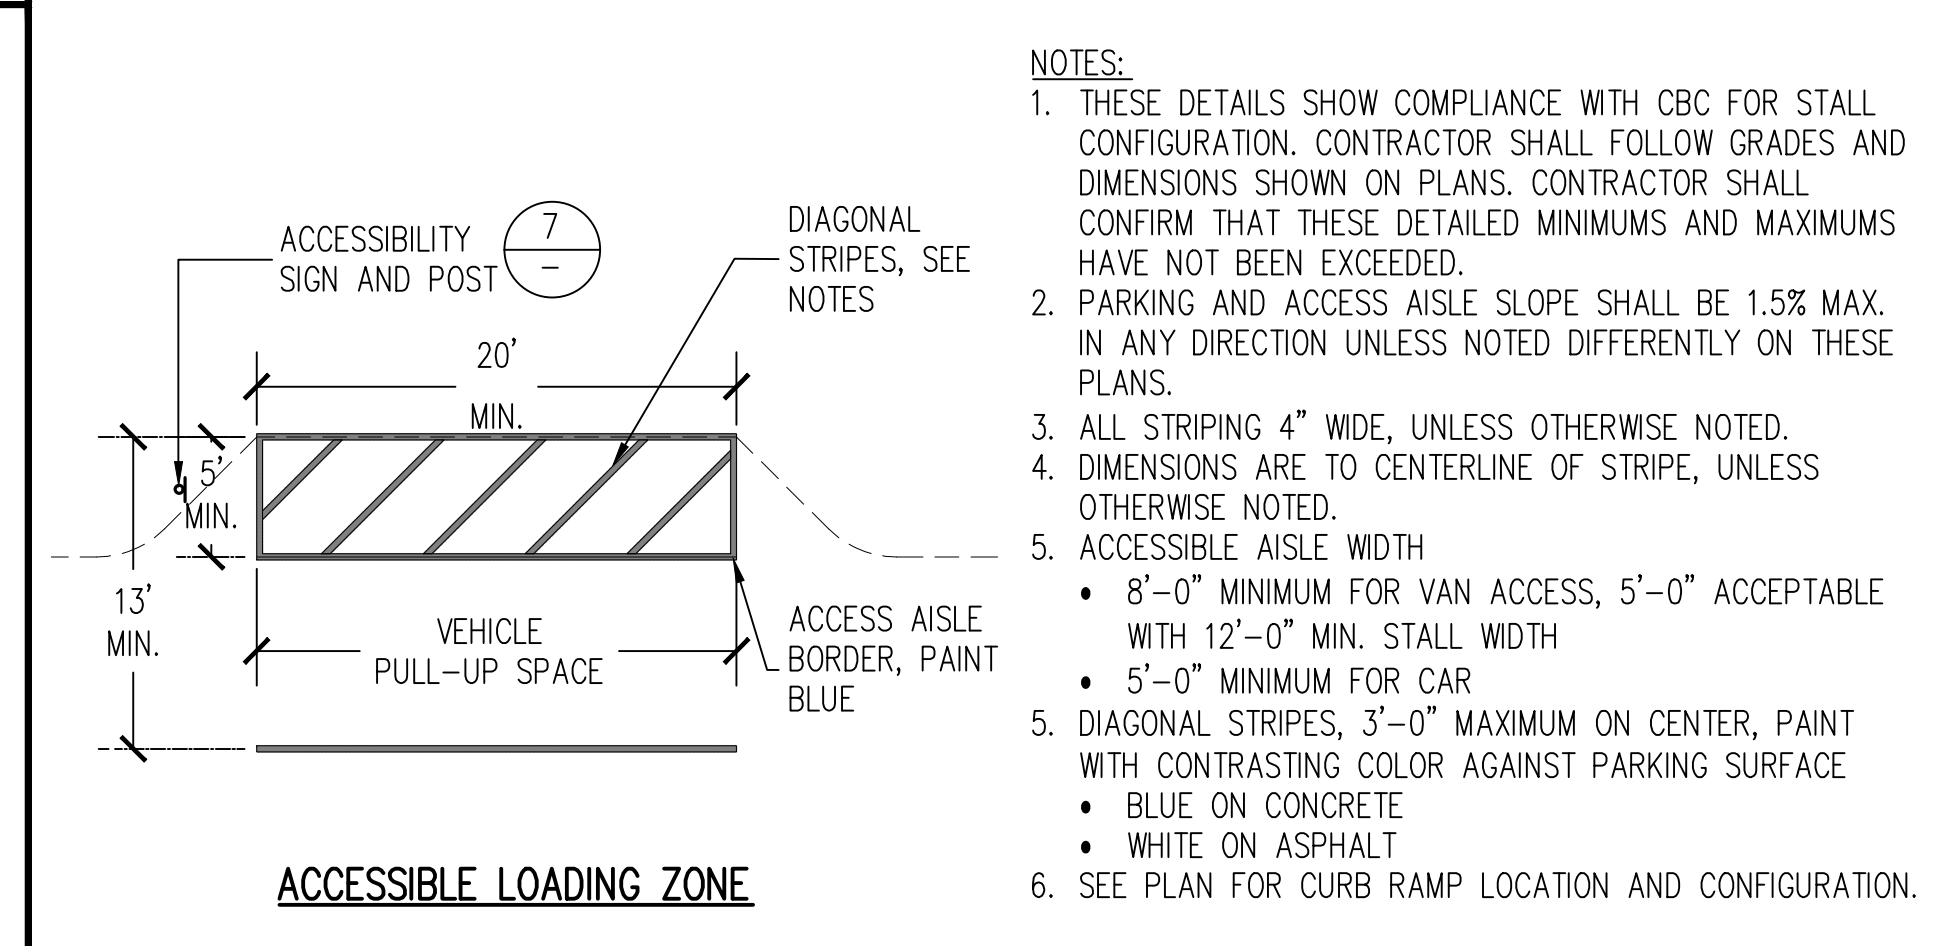 ACCESSIBILITY
SIGN AND POST
7
–
DIAGONAL
STRIPES, SEE
NOTES
20'
MIN.
5'
MIN.
13'
MIN.
VEHICLE
PULL–UP SPACE
ACCESS AISLE
BORDER, PAINT
BLUE
ACCESSIBLE LOADING ZONE
NOTES:
1. THESE DETAILS SHOW COMPLIANCE WITH CBC FOR STALL
CONFIGURATION. CONTRACTOR SHALL FOLLOW GRADES AND
DIMENSIONS SHOWN ON PLANS. CONTRACTOR SHALL
CONFIRM THAT THESE DETAILED MINIMUMS AND MAXIMUMS
HAVE NOT BEEN EXCEEDED.
2. PARKING AND ACCESS AISLE SLOPE SHALL BE 1.5% MAX.
IN ANY DIRECTION UNLESS NOTED DIFFERENTLY ON THESE
PLANS.
3. ALL STRIPING 4" WIDE, UNLESS OTHERWISE NOTED.
4. DIMENSIONS ARE TO CENTERLINE OF STRIPE, UNLESS
OTHERWISE NOTED.
5. ACCESSIBLE AISLE WIDTH
• 8'–0" MINIMUM FOR VAN ACCESS, 5'–0" ACCEPTABLE
WITH 12'–0" MIN. STALL WIDTH
• 5'–0" MINIMUM FOR CAR
5. DIAGONAL STRIPES, 3'–0" MAXIMUM ON CENTER, PAINT
WITH CONTRASTING COLOR AGAINST PARKING SURFACE
• BLUE ON CONCRETE
• WHITE ON ASPHALT
6. SEE PLAN FOR CURB RAMP LOCATION AND CONFIGURATION.